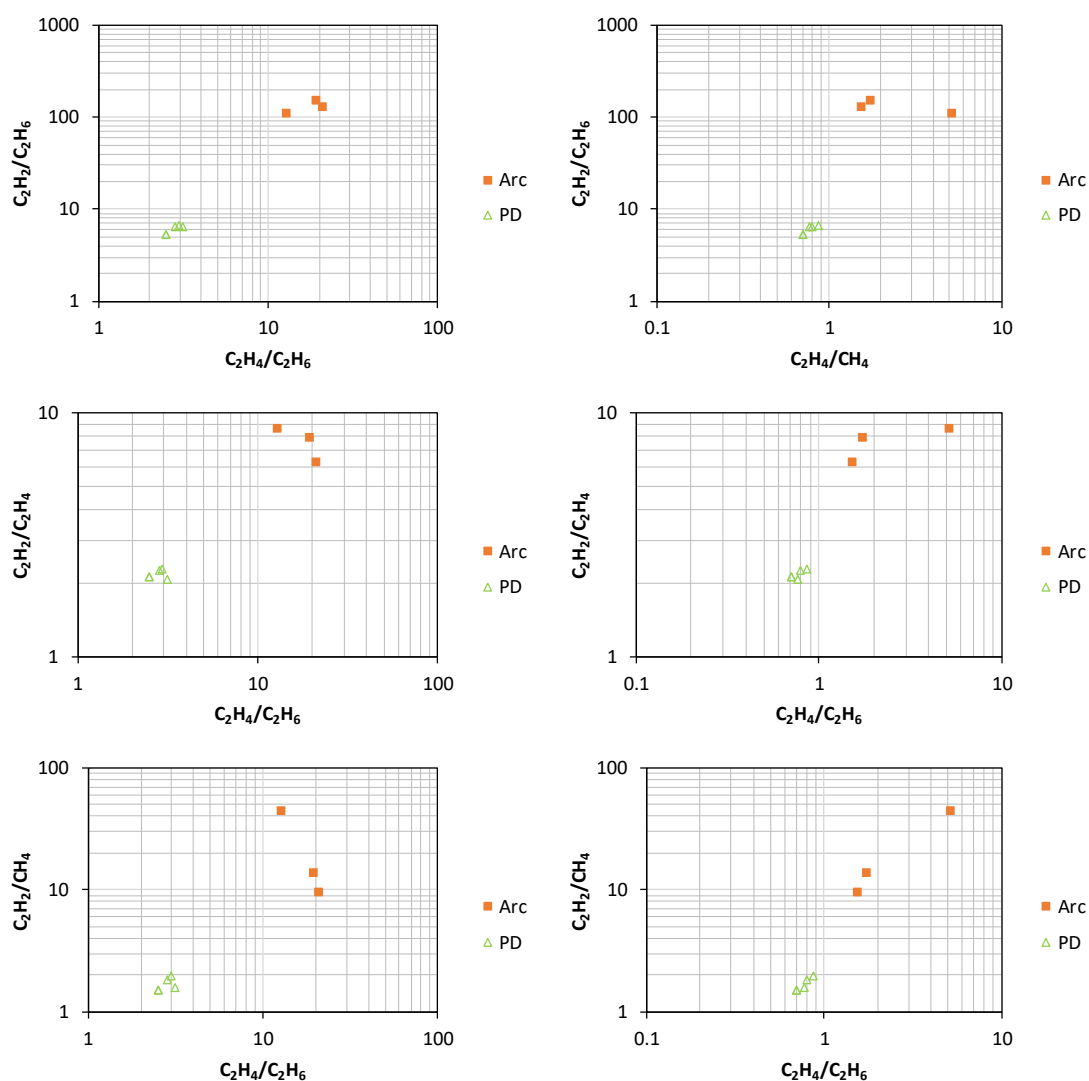 1000
100
10
1
1
10
100
C₂H₂/C₂H₆
C₂H₄/C₂H₆
Arc
PD
1000
100
10
1
0.1
1
10
C₂H₂/C₂H₆
C₂H₄/CH₄
Arc
PD
10
1
1
10
100
C₂H₂/C₂H₄
C₂H₄/C₂H₆
Arc
PD
10
1
0.1
1
10
C₂H₂/C₂H₄
C₂H₄/C₂H₆
Arc
PD
100
10
1
1
10
100
C₂H₂/CH₄
C₂H₄/C₂H₆
Arc
PD
100
10
1
0.1
1
10
C₂H₂/CH₄
C₂H₄/C₂H₆
Arc
PD